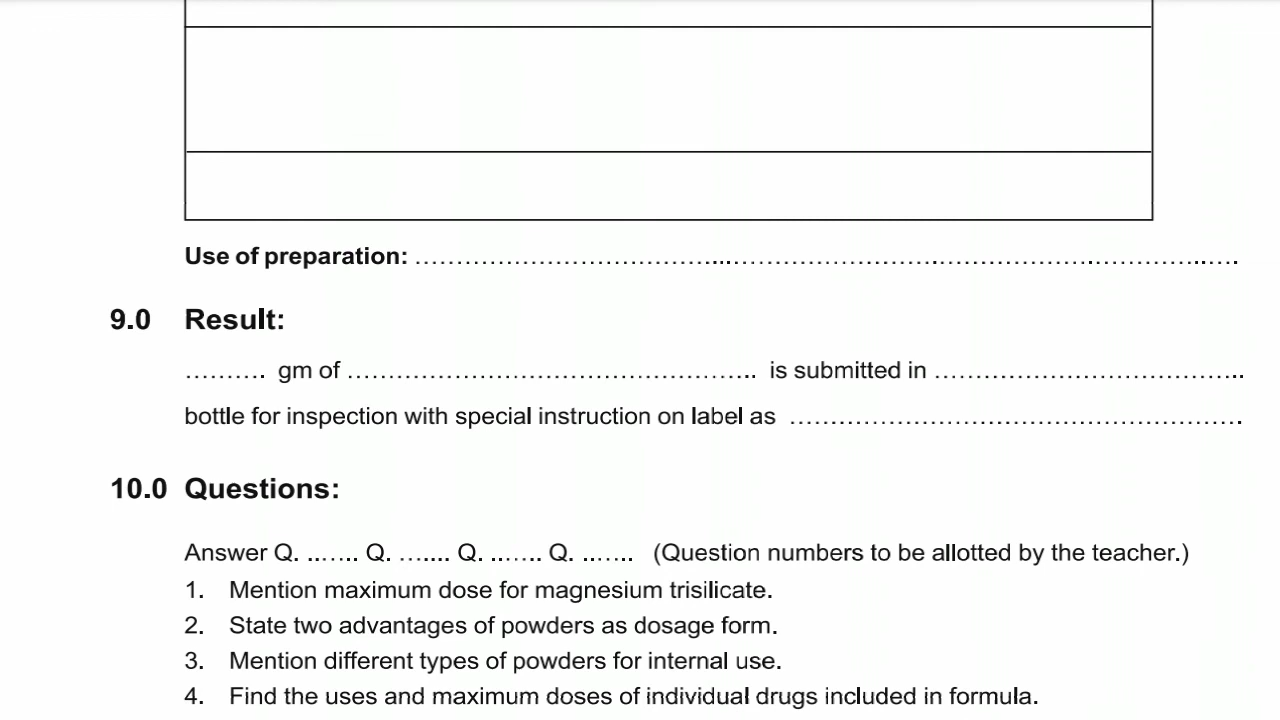 Use of preparation: ……………………………………………………………………………………
9.0 Result:
………. gm of ………………………………………….. is submitted in ………………………………..
bottle for inspection with special instruction on label as ……………………………………………….
10.0 Questions:
Answer Q. ……. Q. ……. Q. ……. Q. ……. (Question numbers to be allotted by the teacher.)
1. Mention maximum dose for magnesium trisilicate.
2. State two advantages of powders as dosage form.
3. Mention different types of powders for internal use.
4. Find the uses and maximum doses of individual drugs included in formula.